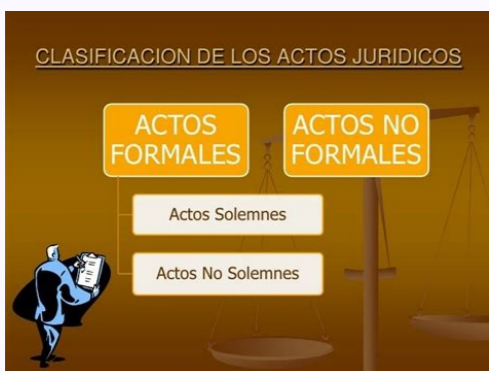 CLASIFICACION DE LOS ACTOS JURIDICOS
ACTOS
FORMALES
ACTOS NO
FORMALES
Actos Solemnes
Actos No Solemnes